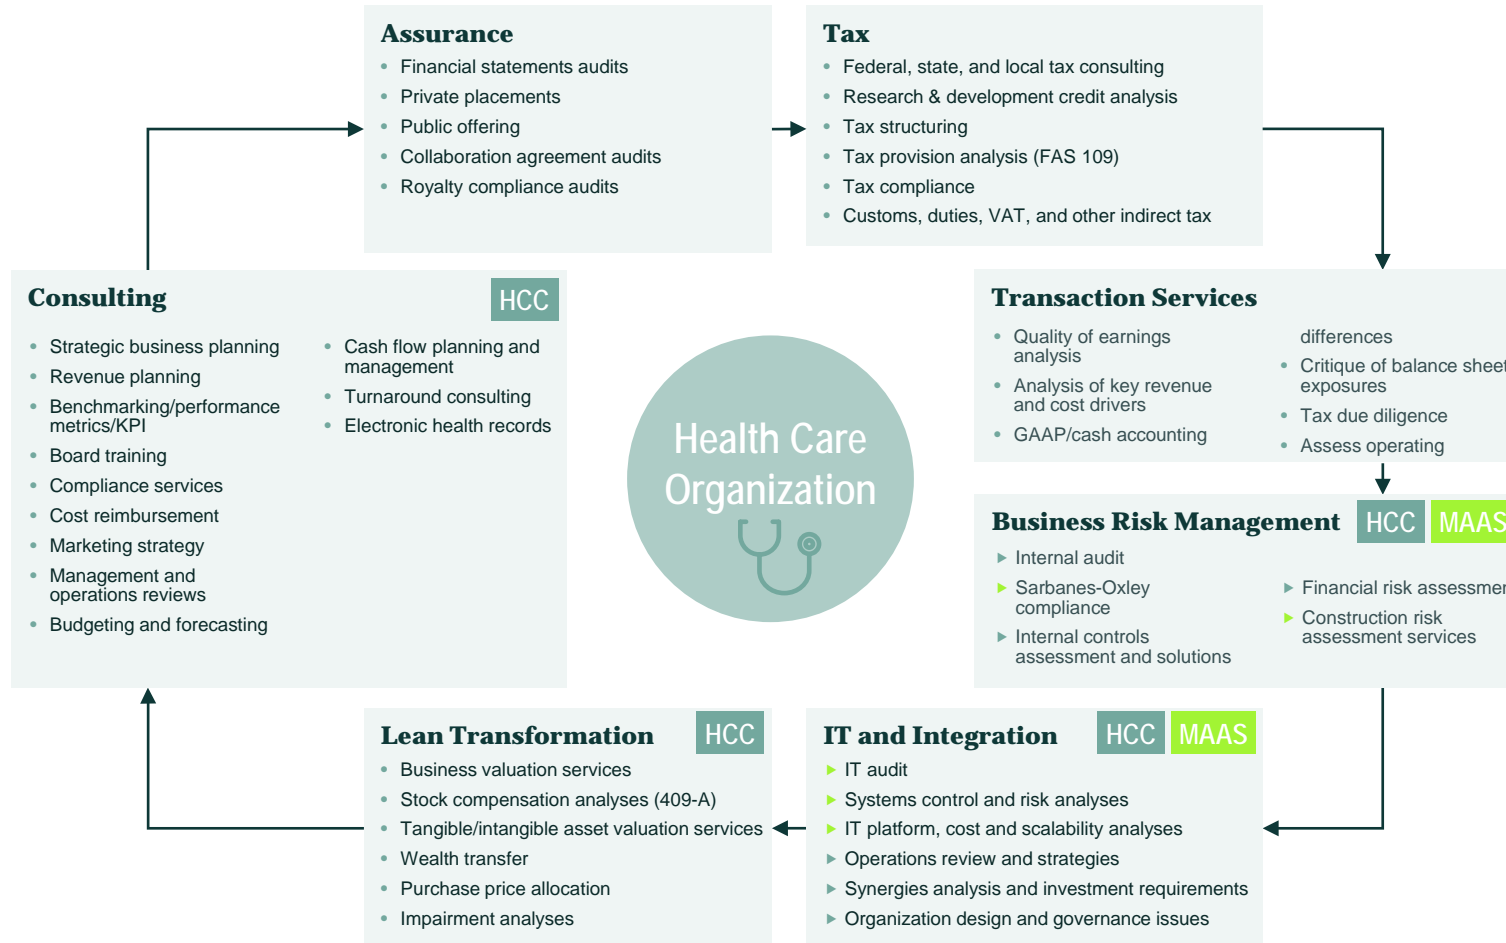 Assurance
• Financial statements audits
• Private placements
• Public offering
• Collaboration agreement audits
• Royalty compliance audits
Tax
• Federal, state, and local tax consulting
• Research & development credit analysis
• Tax structuring
• Tax provision analysis (FAS 109)
• Tax compliance
• Customs, duties, VAT, and other indirect tax
Consulting
HCC
• Strategic business planning
• Revenue planning
• Benchmarking/performance
metrics/KPI
• Board training
• Compliance services
• Cost reimbursement
• Marketing strategy
• Management and
operations reviews
• Budgeting and forecasting
• Cash flow planning and
management
• Turnaround consulting
• Electronic health records
Health Care
Organization
Transaction Services
• Quality of earnings
analysis
• Analysis of key revenue
and cost drivers
• GAAP/cash accounting
differences
• Critique of balance sheet
exposures
• Tax due diligence
• Assess operating
Business Risk Management
HCC
MAAS
▶ Internal audit
▶ Sarbanes-Oxley
compliance
▶ Internal controls
assessment and solutions
▶ Financial risk assessmen
▶ Construction risk
assessment services
Lean Transformation
HCC
• Business valuation services
• Stock compensation analyses (409-A)
• Tangible/intangible asset valuation services
• Wealth transfer
• Purchase price allocation
• Impairment analyses
IT and Integration
HCC
MAAS
▶ IT audit
▶ Systems control and risk analyses
▶ IT platform, cost and scalability analyses
▶ Operations review and strategies
▶ Synergies analysis and investment requirements
▶ Organization design and governance issues